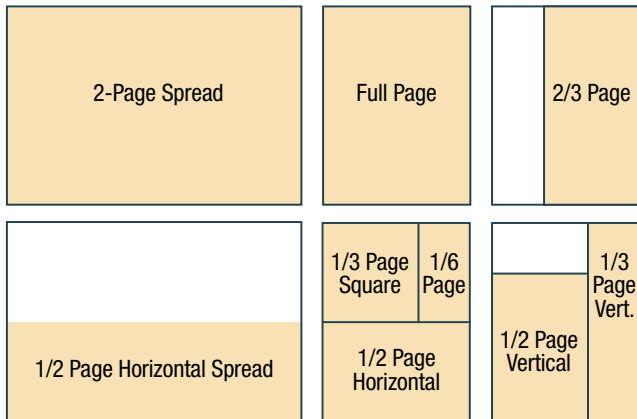 2-Page Spread
Full Page
2/3 Page
1/2 Page Horizontal Spread
1/3 Page
Square
1/6
Page
1/2 Page
Horizontal
1/2 Page
Vertical
1/3
Page
Vert.